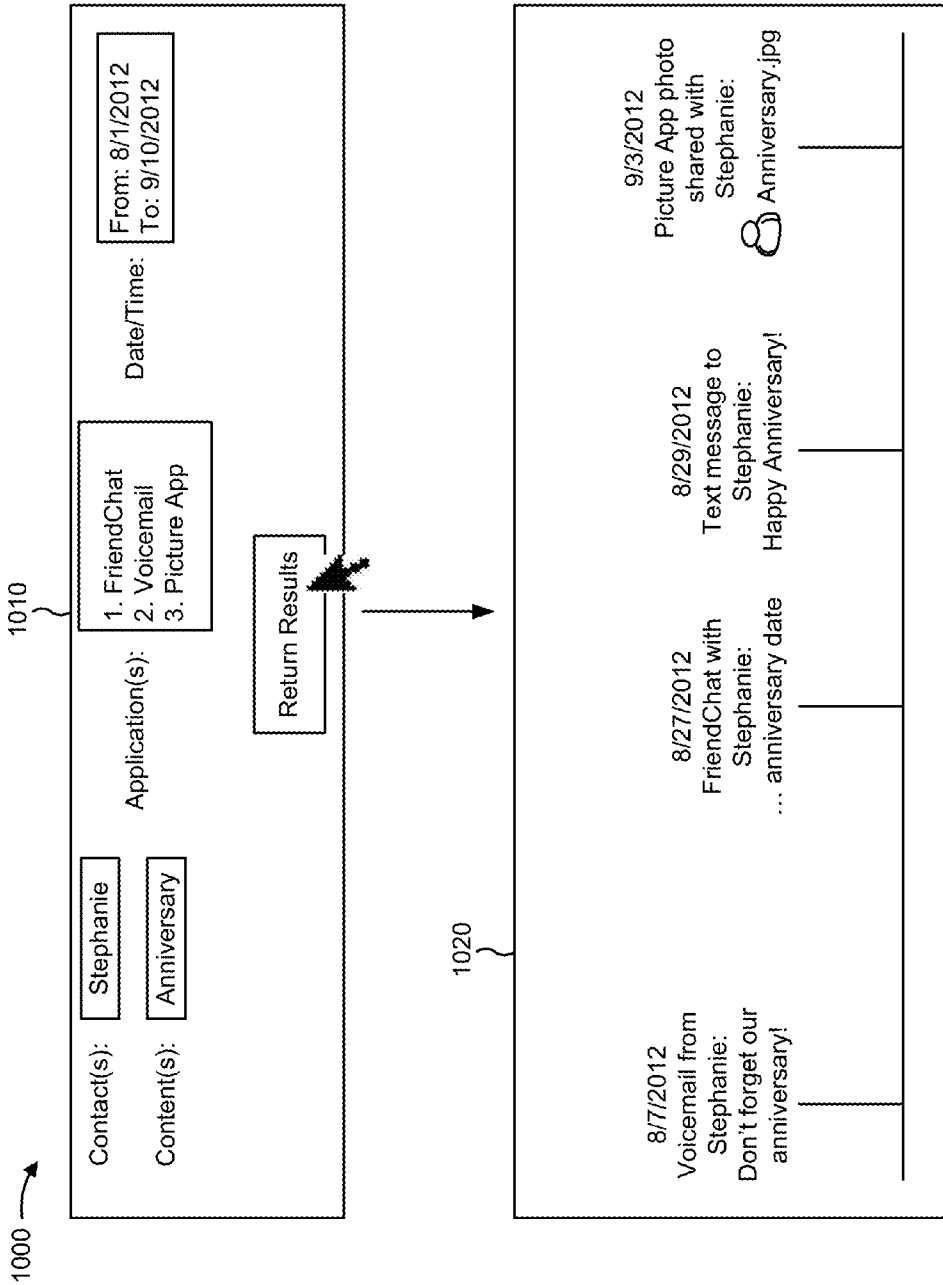 1000
1010
Contact(s):
Stephanie
Content(s):
Anniversary
Application(s):
1. FriendChat
2. Voicemail
3. Picture App
Date/Time:
From: 8/1/2012
To: 9/10/2012
Return Results
1020
8/7/2012
Voicemail from
Stephanie:
Don't forget our
anniversary!
8/27/2012
FriendChat with
Stephanie:
... anniversary date
8/29/2012
Text message to
Stephanie:
Happy Anniversary!
9/3/2012
Picture App photo
shared with
Stephanie:
Anniversary.jpg